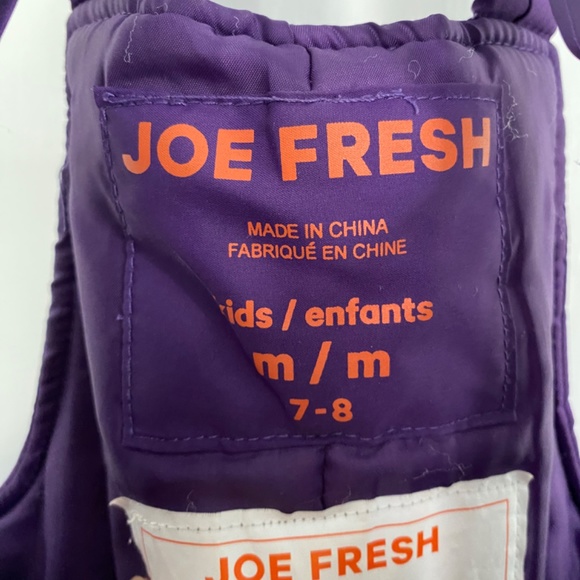 JOE FRESH
MADE IN CHINA
FABRIQUÉ EN CHINE
kids / enfants
m / m
7-8
JOE FRESH